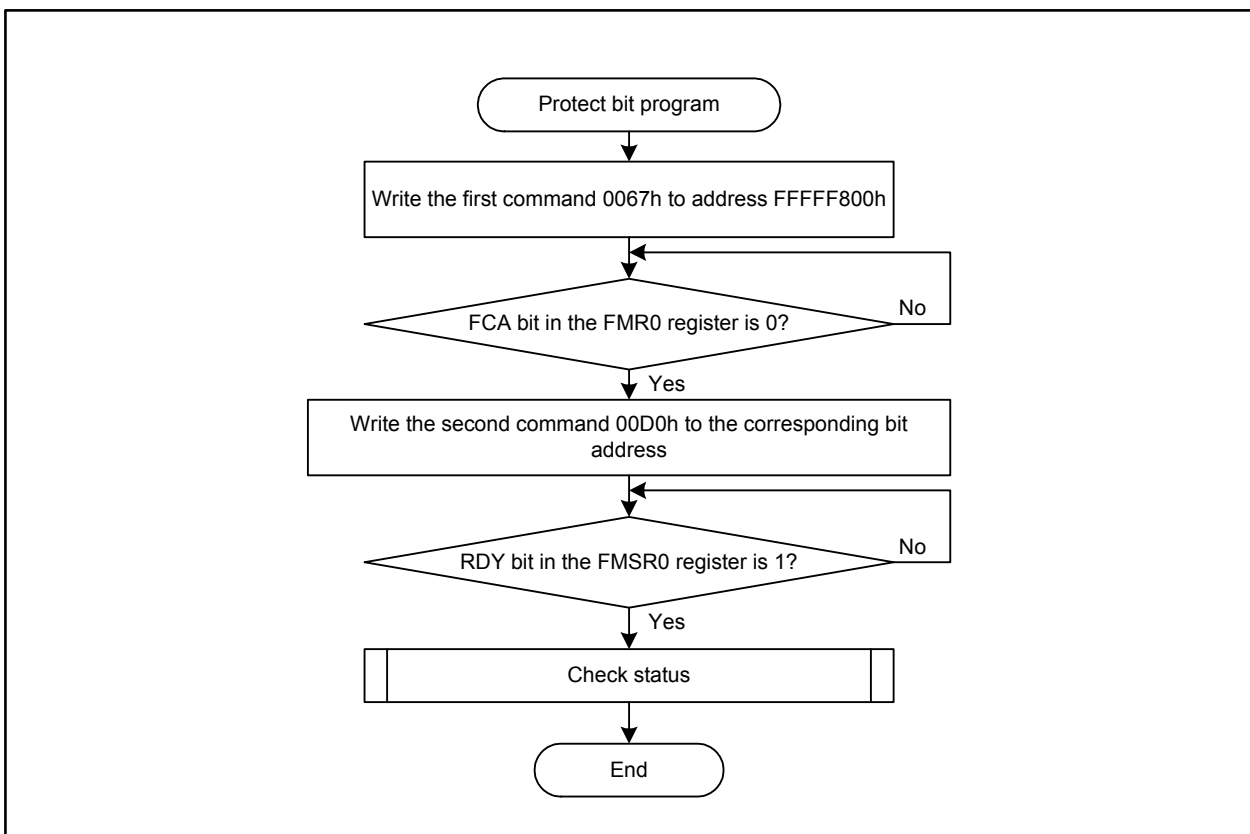 Protect bit program
Write the first command 0067h to address FFFFF800h
FCA bit in the FMR0 register is 0?
No
Yes
Write the second command 00D0h to the corresponding bit
address
RDY bit in the FMSR0 register is 1?
No
Yes
Check status
End